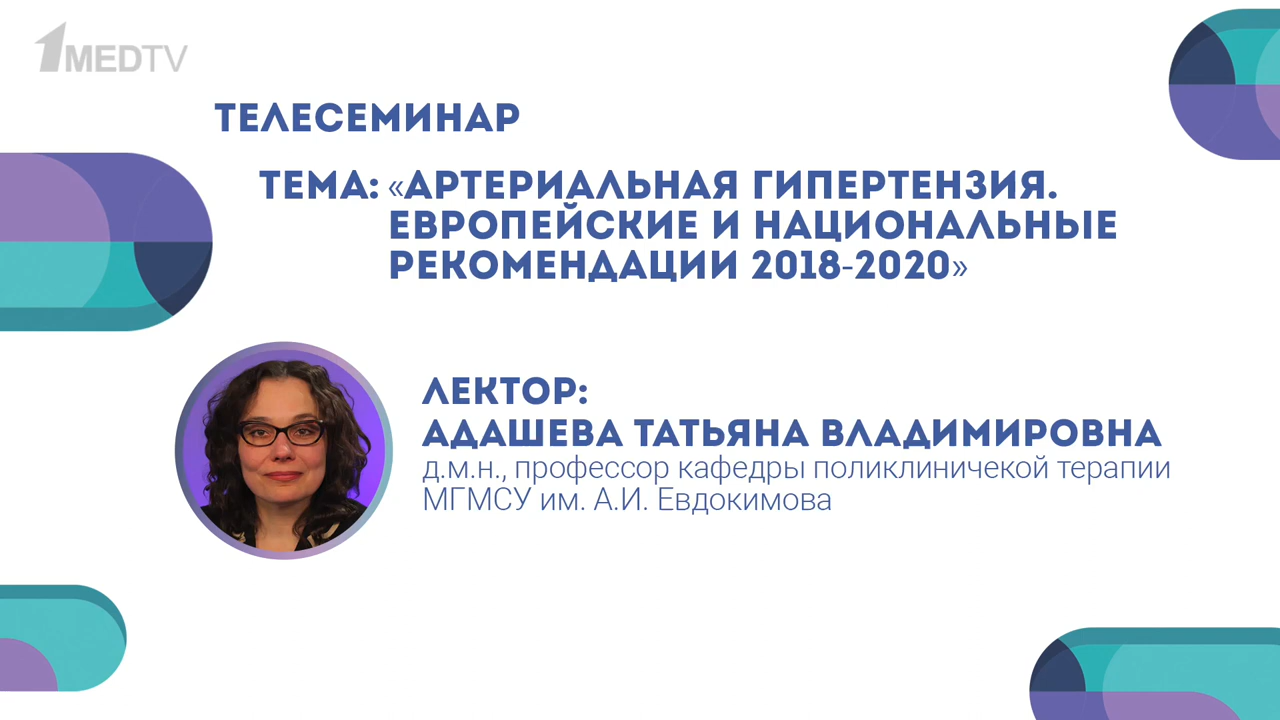 1MEDTV
ТЕЛЕСЕМИНАР
ТЕМА: «АРТЕРИАЛЬНАЯ ГИПЕРТЕНЗИЯ.
ЕВРОПЕЙСКИЕ И НАЦИОНАЛЬНЫЕ
РЕКОМЕНДАЦИИ 2018-2020»
ЛЕКТОР:
АДАШЕВА ТАТЬЯНА ВЛАДИМИРОВНА
д.м.н., профессор кафедры поликлиничекой терапии
МГМСУ им. А.И. Евдокимова